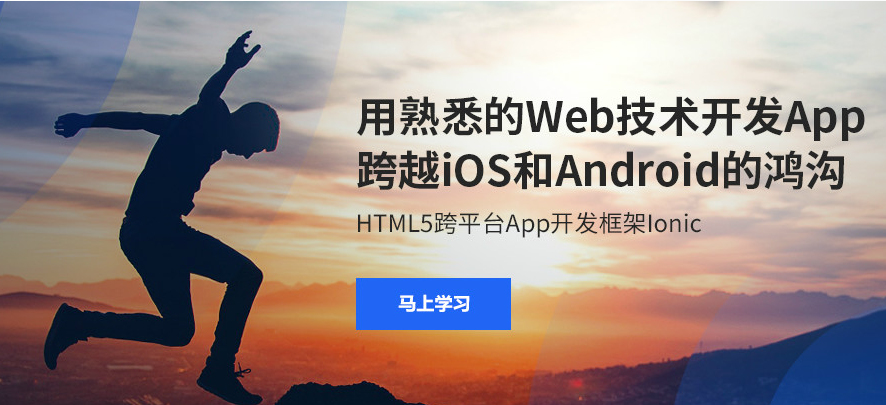 用熟悉的Web技术开发App
跨越iOS和Android的鸿沟
HTML5跨平台App开发框架Ionic
马上学习